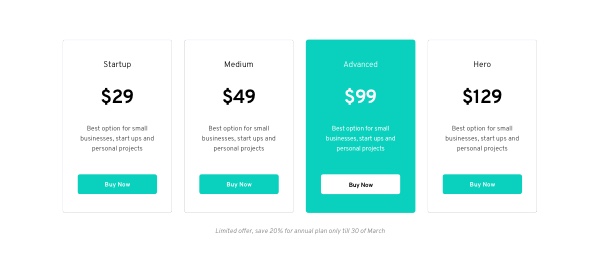 Startup
$29
Best option for small
businesses, start ups and
personal projects
Buy Now
Medium
$49
Best option for small
businesses, start ups and
personal projects
Buy Now
Advanced
$99
Best option for small
businesses, start ups and
personal projects
Buy Now
Hero
$129
Best option for small
businesses, start ups and
personal projects
Buy Now
Limited offer, save 20% for annual plan only till 30 of March